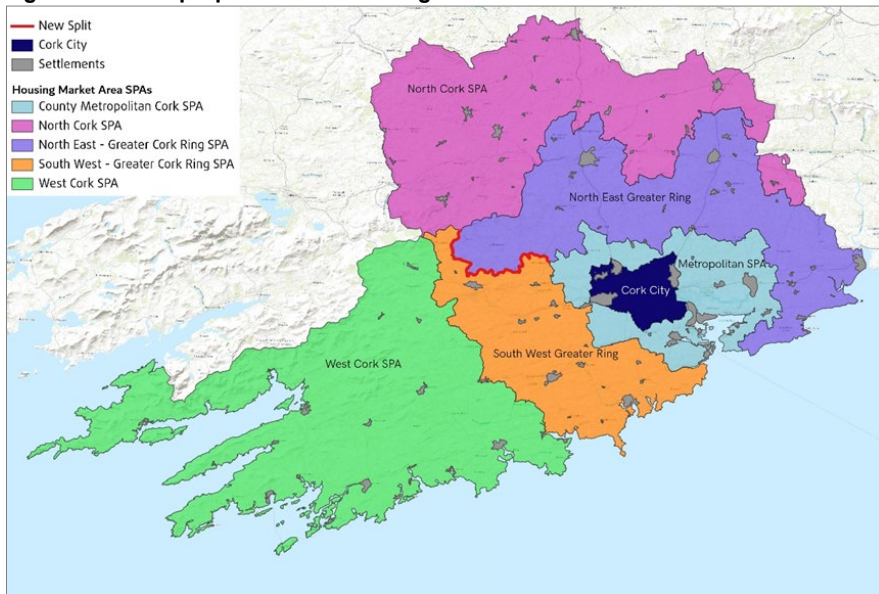 New Split
Cork City
Settlements
Housing Market Area SPAs
County Metropolitan Cork SPA
North Cork SPA
North East - Greater Cork Ring SPA
South West - Greater Cork Ring SPA
West Cork SPA
North Cork SPA
North East Greater Ring
Metropolitan SPA
Cork City
South West Greater Ring
West Cork SPA